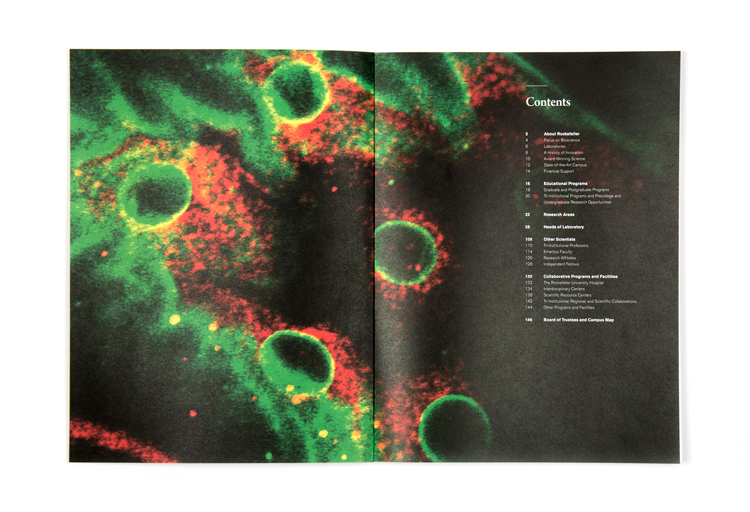 Contents
2 About Rockefeller
4 Focus on Bioscience
6 Laboratories
8 A History of Innovation
10 Award-Winning Science
12 State-of-the-Art Campus
14 Financial Support
16 Educational Programs
18 Graduate and Postgraduate Programs
20 Tri-Institutional Programs and Precollege and
Undergraduate Research Opportunities
22 Research Areas
26 Heads of Laboratory
109 Other Scientists
110 Tri-Institutional Professors
114 Emeritus Faculty
120 Research Affiliates
126 Independent Fellows
130 Collaborative Programs and Facilities
132 The Rockefeller University Hospital
134 Interdisciplinary Centers
138 Scientific Resource Centers
142 Tri-Institutional, Regional, and Scientific Collaborations
144 Other Programs and Facilities
146 Board of Trustees and Campus Map